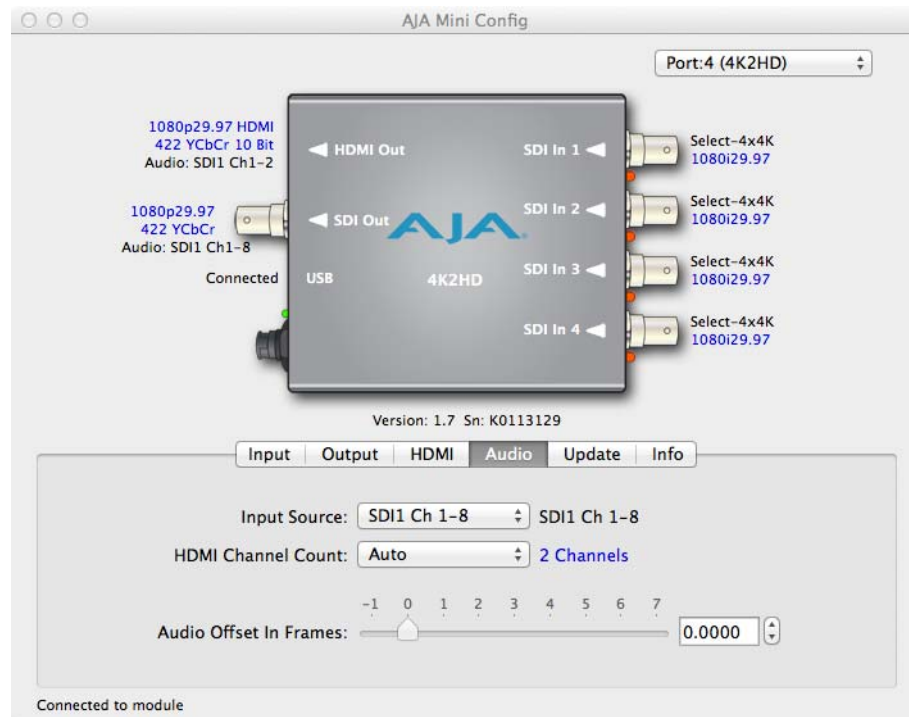 AJA Mini Config
Port:4 (4K2HD)
1080p29.97 HDMI
422 YCbCr 10 Bit
Audio: SDI1 Ch1-2
1080p29.97
422 YCbCr
Audio: SDI1 Ch1-8
Connected
HDMI Out
SDI Out
USB
AJA
4K2HD
SDI In 1
SDI In 2
SDI In 3
SDI In 4
Select-4x4K
1080i29.97
Select-4x4K
1080i29.97
Select-4x4K
1080i29.97
Select-4x4K
1080i29.97
Version: 1.7 Sn: K0113129
Input Output HDMI Audio Update Info
Input Source: SDI1 Ch 1-8 SDI1 Ch 1-8
HDMI Channel Count: Auto 2 Channels
-1 0 1 2 3 4 5 6 7
Audio Offset In Frames: 0.0000
Connected to module